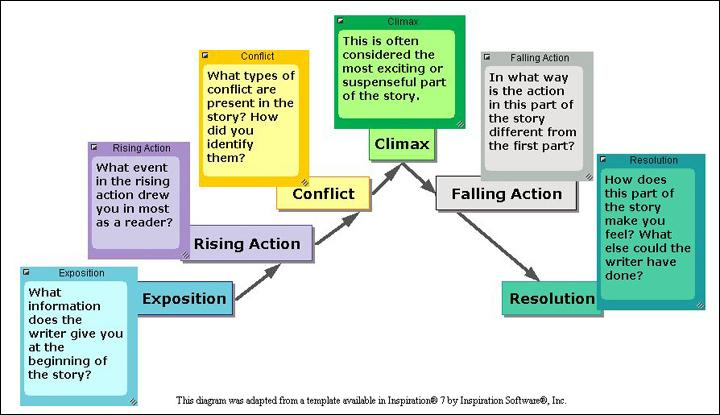 Exposition
What
information
does the
writer give you
at the
beginning of
the story?
Exposition
Rising Action
What event
in the rising
action drew
you in most
as a reader?
Rising Action
Conflict
What types of
conflict are
present in the
story? How
did you
identify
them?
Conflict
Climax
This is often
considered the
most exciting or
suspenseful part
of the story.
Climax
Falling Action
In what way
is the action
in this part of
the story
different from
the first part?
Falling Action
Resolution
How does
this part of
the story
make you
feel? What
else could the
writer have
done?
Resolution
This diagram was adapted from a template available in Inspiration® 7 by Inspiration Software®, Inc.